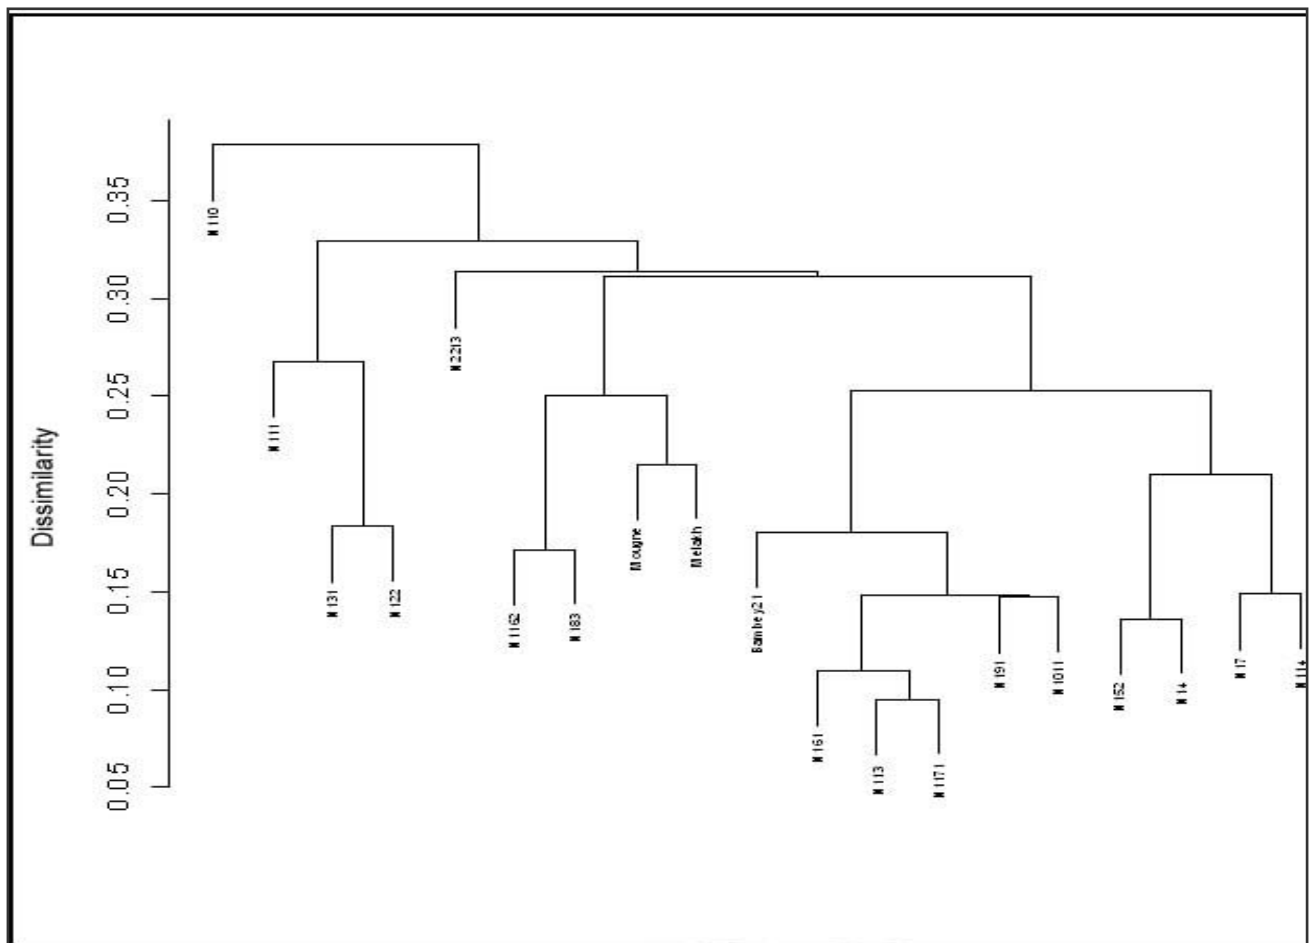 Dissimilarity
0.35
0.30
0.25
0.20
0.15
0.10
0.05
N110
N111
N131
N122
N2213
N1162
N183
Mougne
Melakh
Bambey21
N161
N113
N1171
N191
N1011
N152
N14
N17
N114